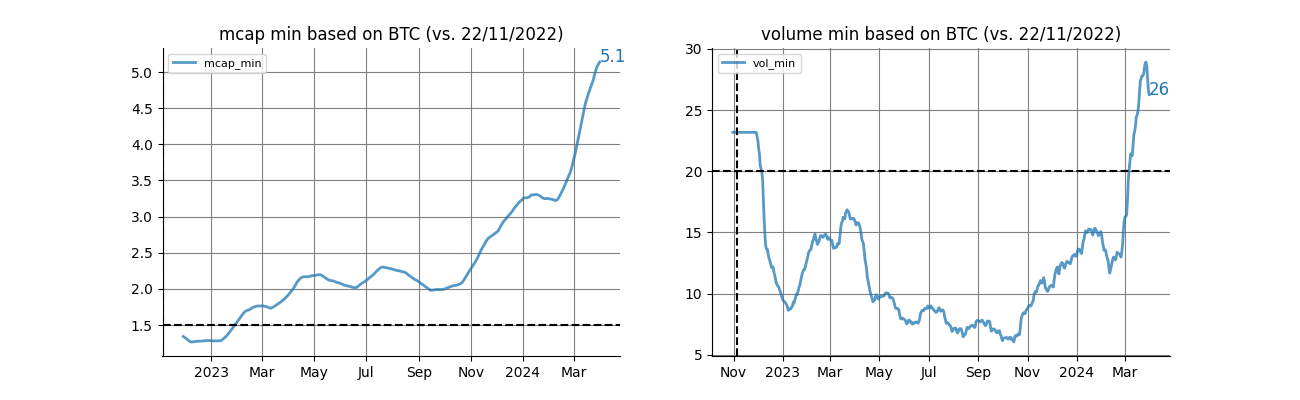 mcap min based on BTC (vs. 22/11/2022)
mcap_min
5.1
5.0
4.5
4.0
3.5
3.0
2.5
2.0
1.5
2023 Mar May Jul Sep Nov 2024 Mar
volume min based on BTC (vs. 22/11/2022)
vol_min
26
30
25
20
15
10
5
Nov 2023 Mar May Jul Sep Nov 2024 Mar